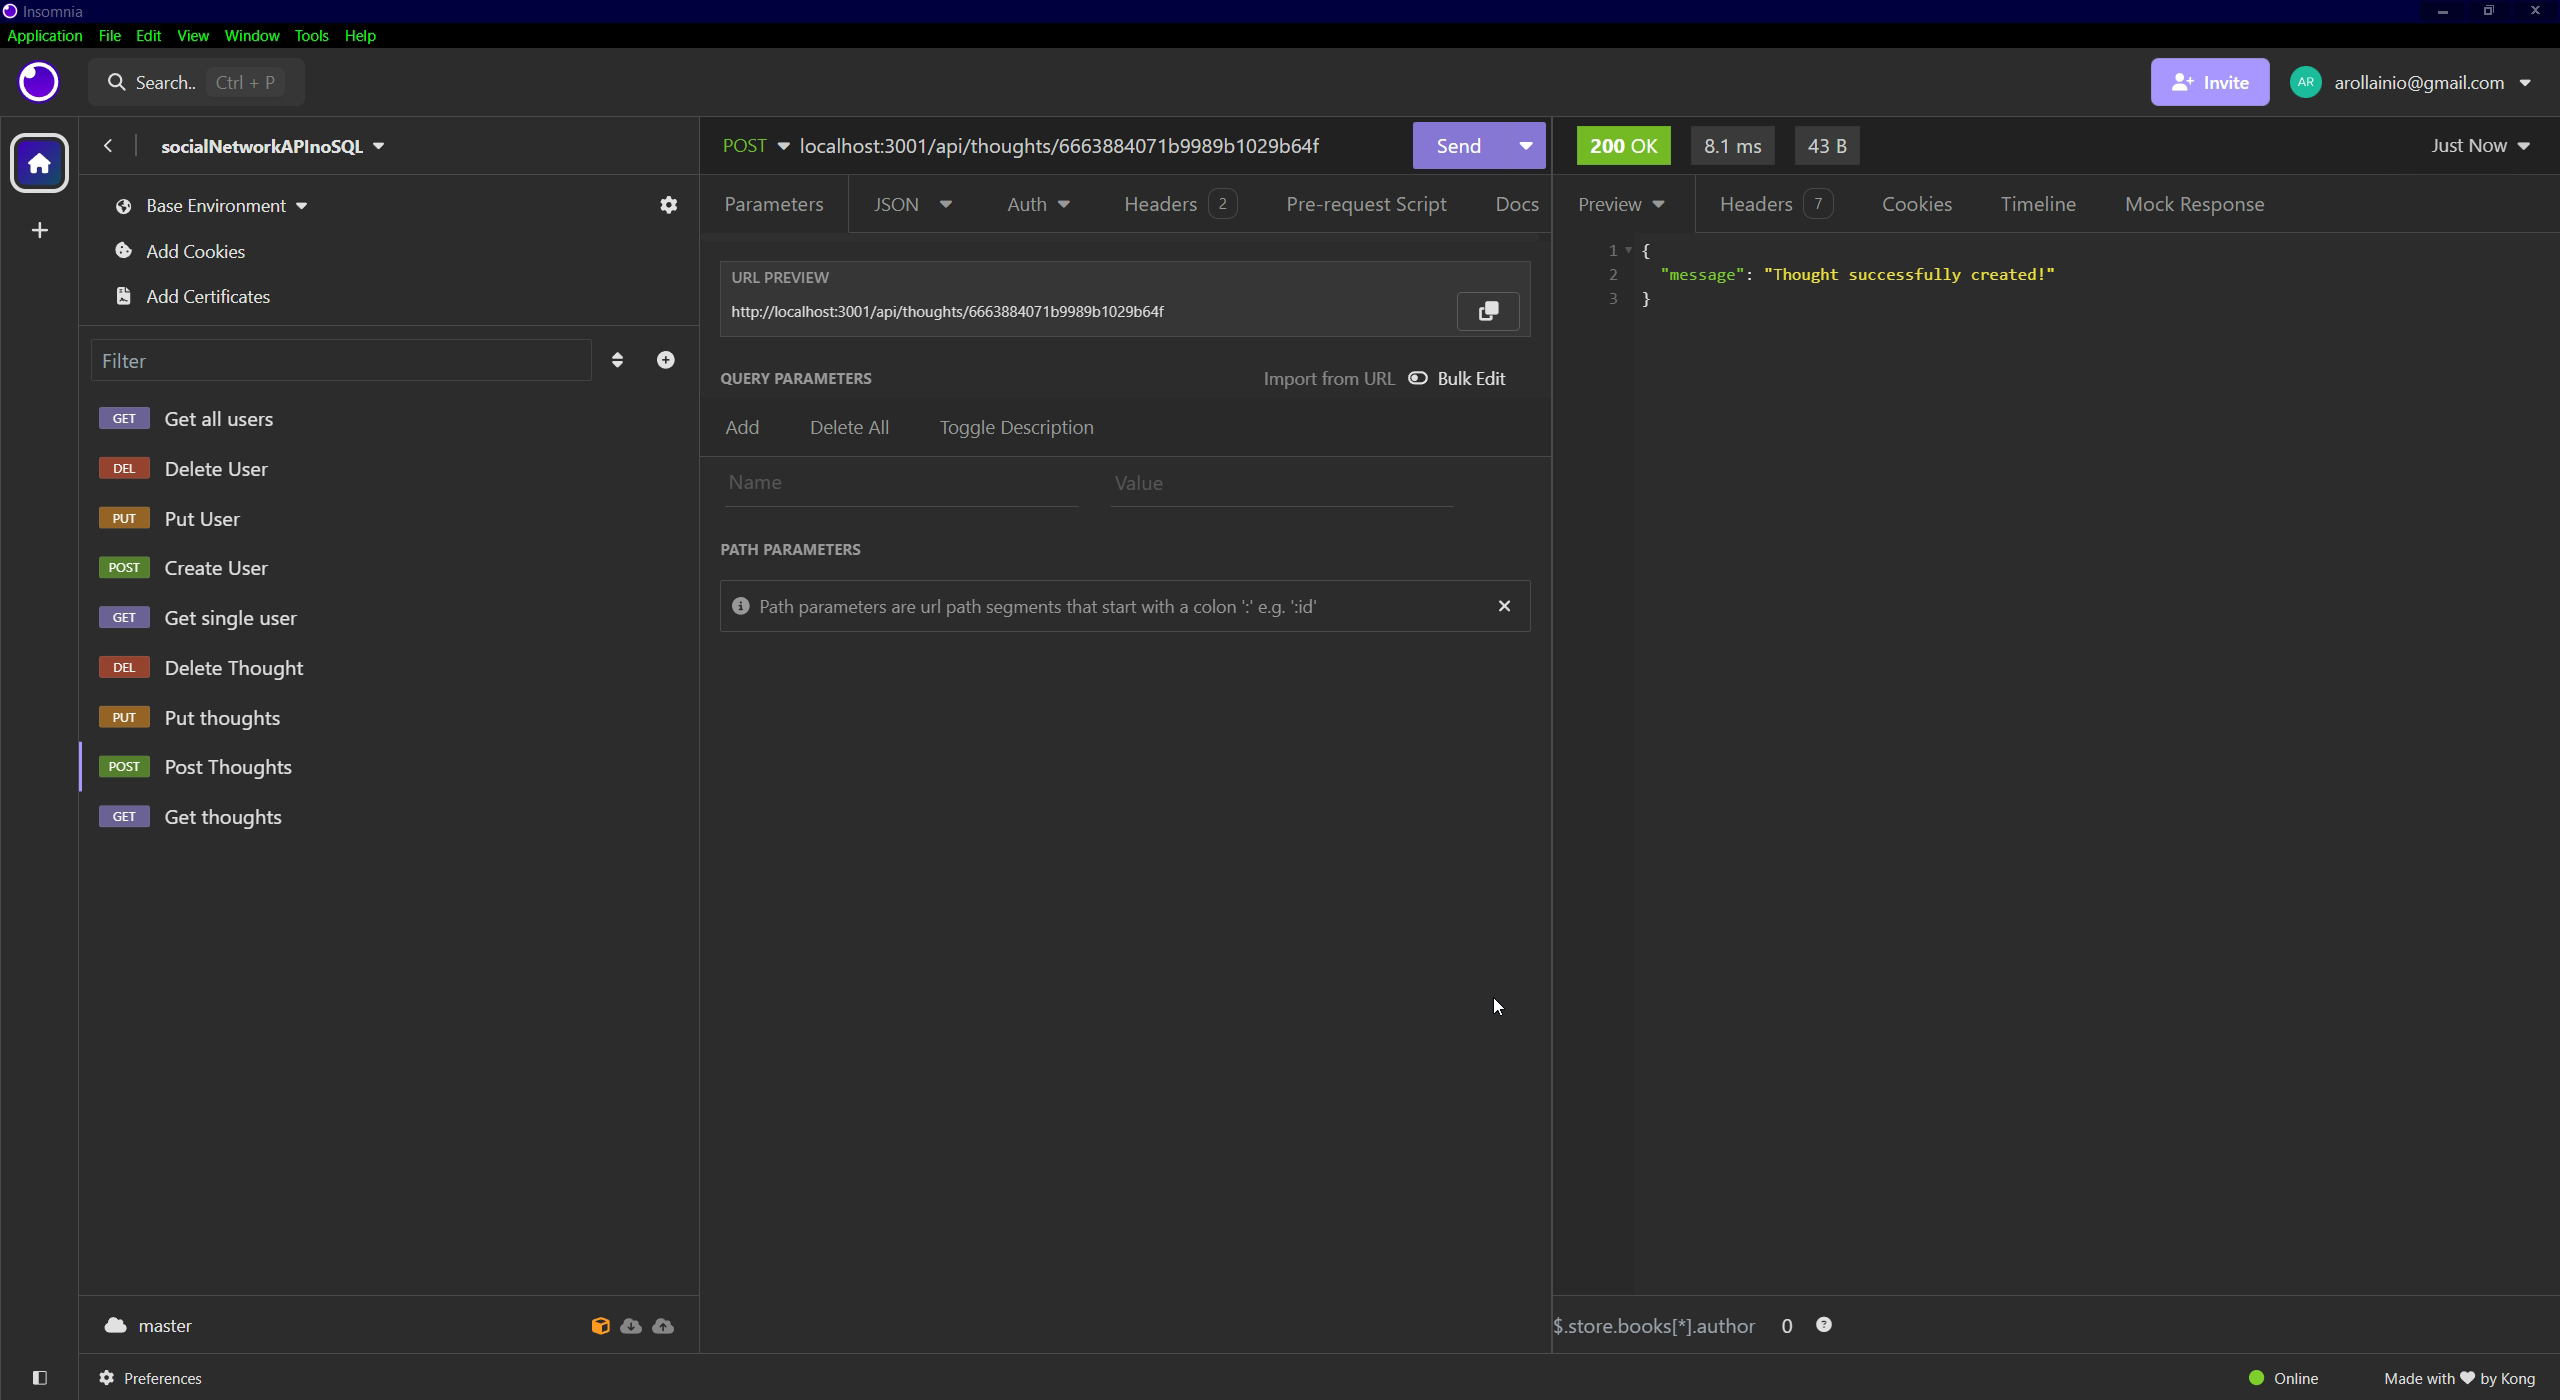 Insomnia
Application File Edit View Window Tools Help
Search.. Ctrl + P
Invite
AR arollainio@gmail.com
socialNetworkAPInoSQL
Base Environment
Add Cookies
Add Certificates
Filter
GET Get all users
DEL Delete User
PUT Put User
POST Create User
GET Get single user
DEL Delete Thought
PUT Put thoughts
POST Post Thoughts
GET Get thoughts
master
Preferences
POST localhost:3001/api/thoughts/6663884071b9989b1029b64f Send
Parameters JSON Auth Headers 2 Pre-request Script Docs
URL PREVIEW
http://localhost:3001/api/thoughts/6663884071b9989b1029b64f
QUERY PARAMETERS Import from URL Bulk Edit
Add Delete All Toggle Description
Name Value
PATH PARAMETERS
Path parameters are url path segments that start with a colon ':' e.g. ':id'
200 OK 8.1 ms 43 B Just Now
Preview Headers 7 Cookies Timeline Mock Response
1 {
2 "message": "Thought successfully created!"
3 }
$.store.books[*].author 0
Online Made with by Kong